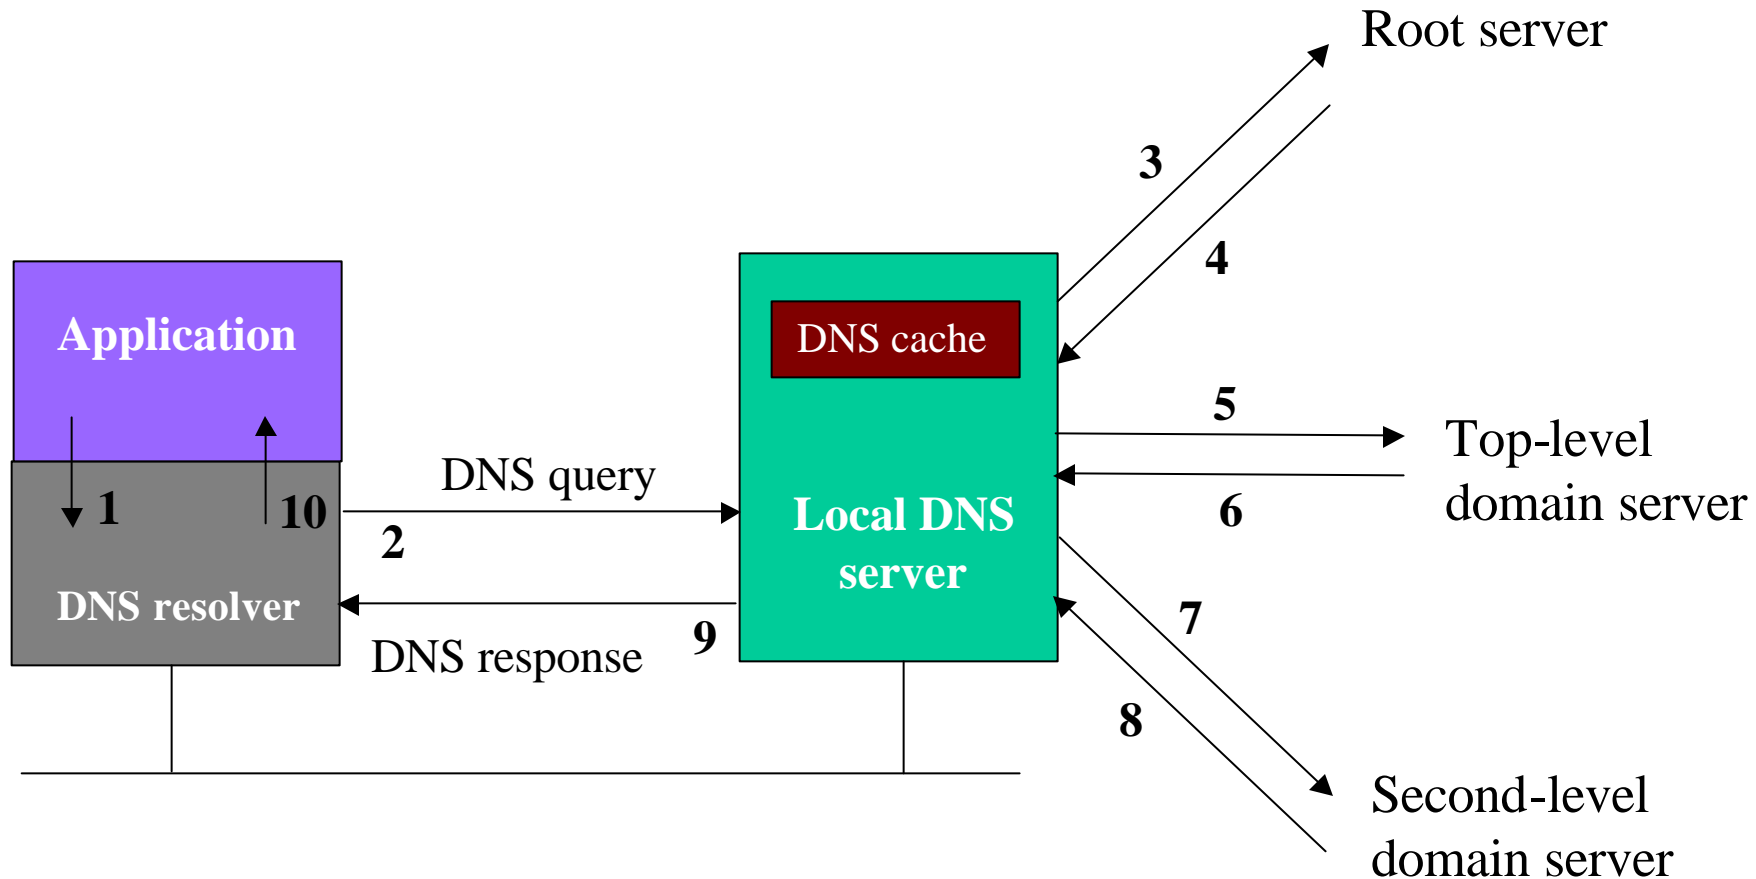 Root server
3
4
Application
DNS cache
5
Top-level
domain server
DNS query
1
10
2
Local DNS
server
6
DNS resolver
7
9
DNS response
8
Second-level
domain server